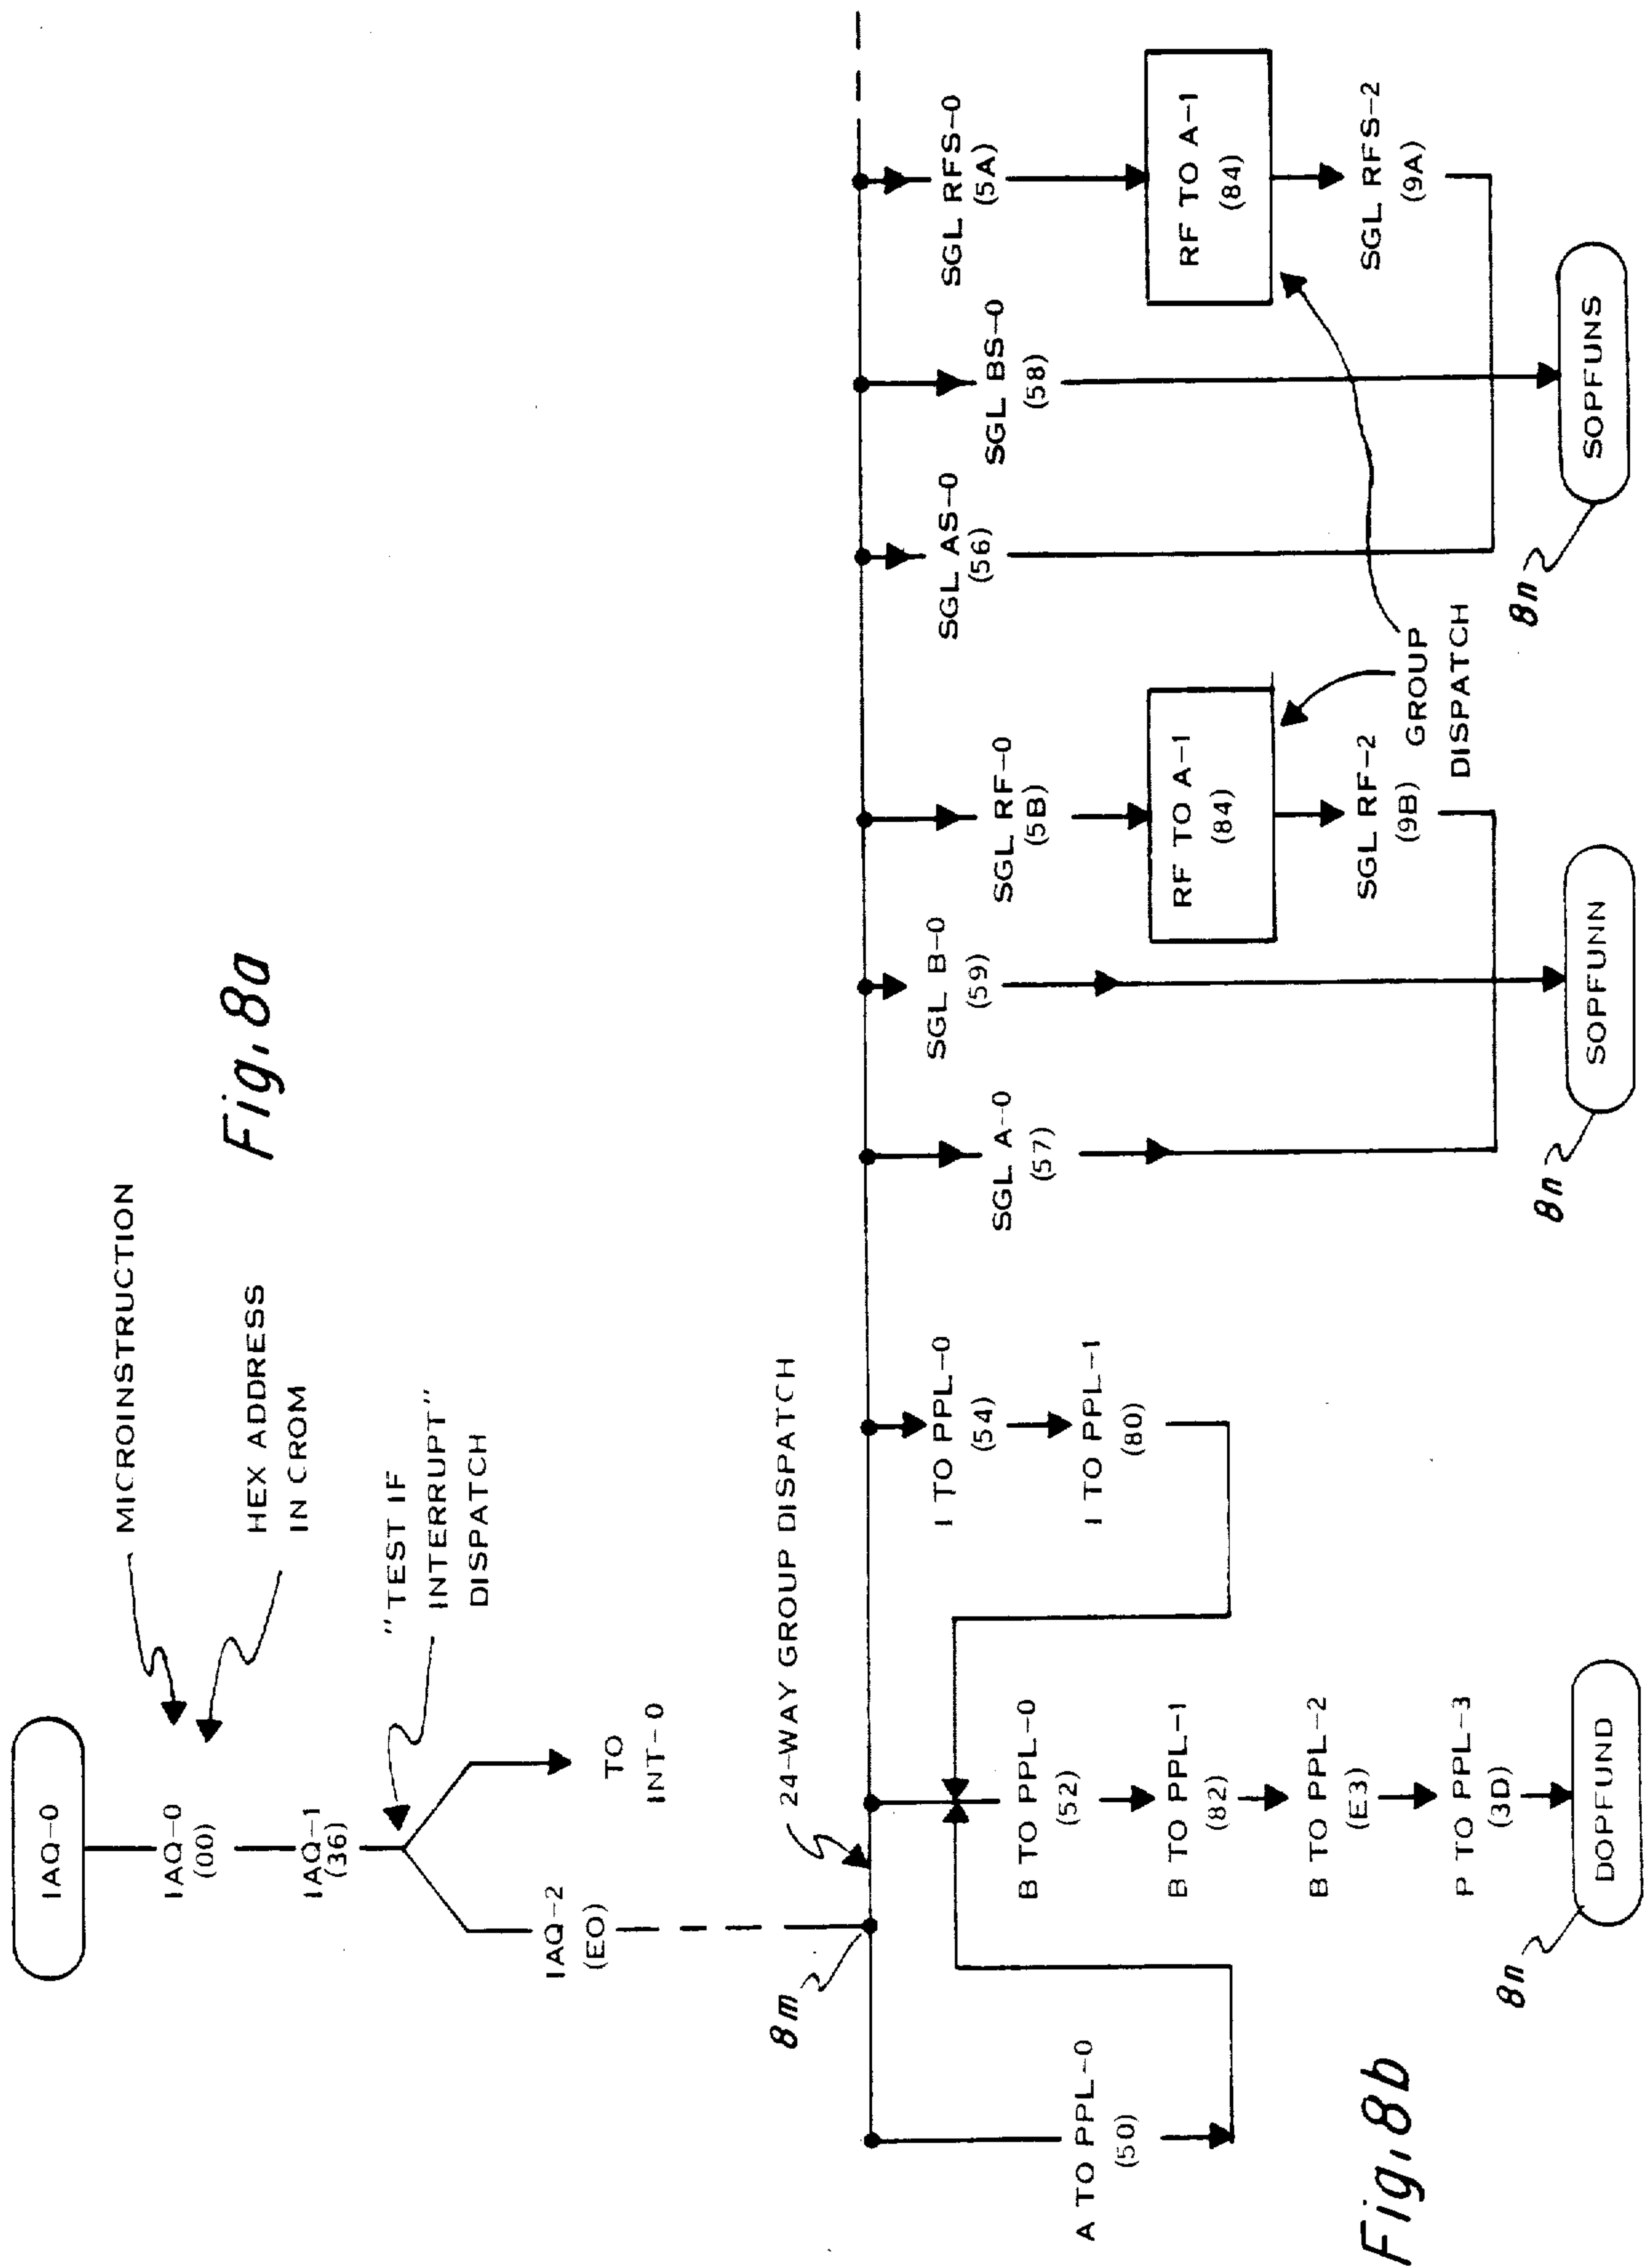 Fig. 8a
IAQ-0
IAQ-0
(00)
IAQ-1
(36)
MICROINSTRUCTION
HEX ADDRESS
IN CROM
"TEST IF
INTERRUPT"
DISPATCH
IAQ-2
(E0)
TO
INT-0
8m
24-WAY GROUP DISPATCH
A TO PPL-0
(50)
B TO PPL-0
(52)
B TO PPL-1
(82)
B TO PPL-2
(E3)
P TO PPL-3
(3D)
DOPFUND
8n
I TO PPL-0
(54)
I TO PPL-1
(80)
SGL A-0
(57)
SGL B-0
(59)
SGL RF-0
(5B)
RF TO A-1
(84)
SGL RF-2
(9B)
SOPFUNN
8n
GROUP
DISPATCH
SGL AS-0
(56)
SGL BS-0
(58)
SGL RFS-0
(5A)
RF TO A-1
(84)
SGL RFS-2
(9A)
SOPFUNS
8n
Fig. 8b